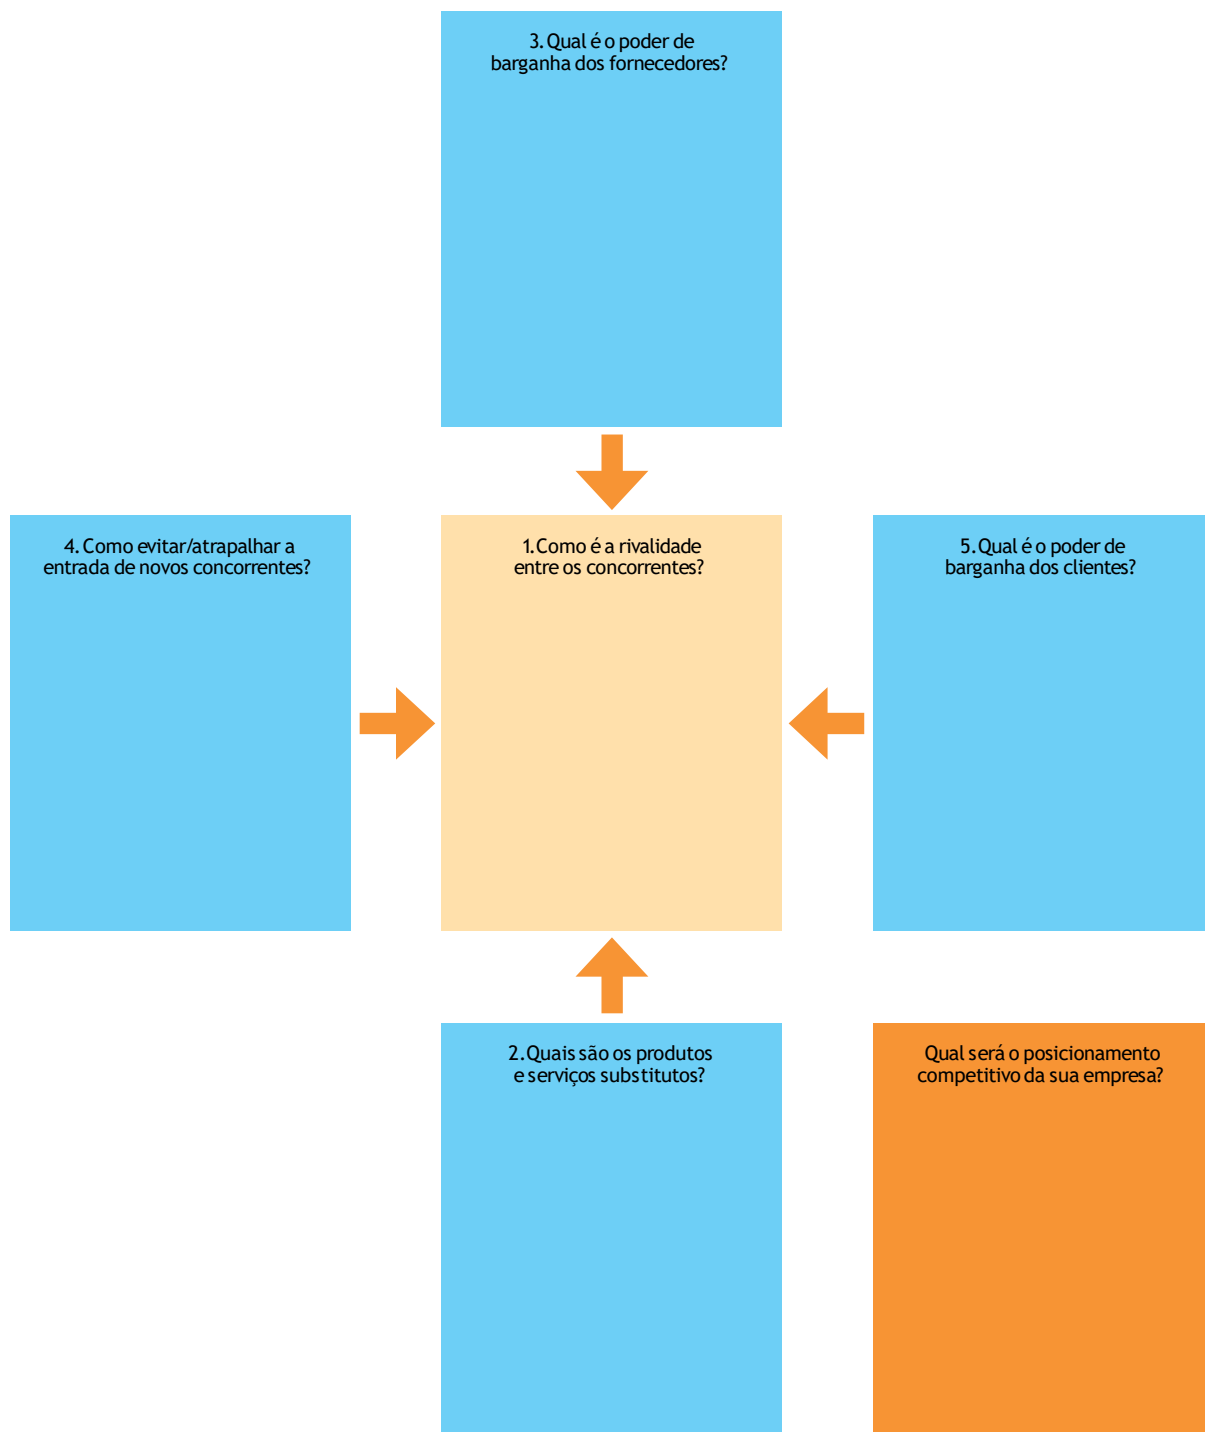 3. Qual é o poder de
barganha dos fornecedores?
4. Como evitar/atrapalhar a
entrada de novos concorrentes?
1. Como é a rivalidade
entre os concorrentes?
5. Qual é o poder de
barganha dos clientes?
2. Quais são os produtos
e serviços substitutos?
Qual será o posicionamento
competitivo da sua empresa?